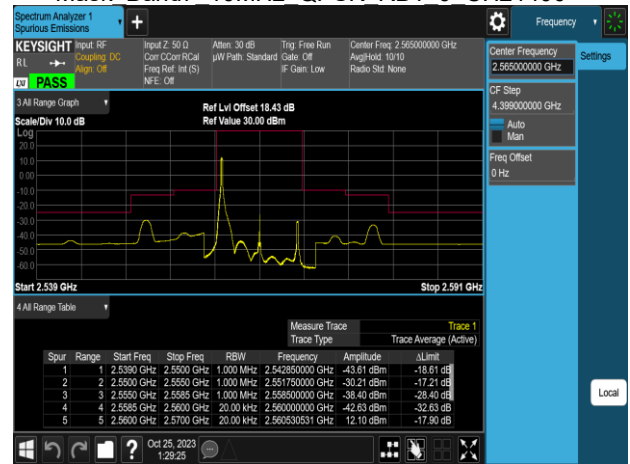 Spectrum Analyzer 1
Spurious Emissions
Frequency
KEYSIGHT
RL
LXI
PASS
Input: RF
Coupling: DC
Align: Off
Input Z: 50 Ω
Corr CCorr RCal
Freq Ref: Int (S)
NFE: Off
Atten: 30 dB
µW Path: Standard
Trig: Free Run
Gate: Off
IF Gain: Low
Center Freq: 2.565000000 GHz
Avg|Hold: 10/10
Radio Std: None
Center Frequency
2.565000000 GHz
Settings
CF Step
4.399000000 GHz
Auto
Man
Freq Offset
0 Hz
3 All Range Graph
Scale/Div 10.0 dB
Ref Lvl Offset 18.43 dB
Ref Value 30.00 dBm
Log
20.0
10.0
0.00
-10.0
-20.0
-30.0
-40.0
-50.0
-60.0
Start 2.539 GHz
Stop 2.591 GHz
4 All Range Table
Measure Trace Trace 1
Trace Type Trace Average (Active)
Spur Range Start Freq Stop Freq RBW Frequency Amplitude ΔLimit
1 1 2.5390 GHz 2.5500 GHz 1.000 MHz 2.542850000 GHz -43.61 dBm -18.61 dB
2 2 2.5500 GHz 2.5550 GHz 1.000 MHz 2.551750000 GHz -30.21 dBm -17.21 dB
3 3 2.5550 GHz 2.5585 GHz 1.000 MHz 2.558500000 GHz -38.40 dBm -28.40 dB
4 4 2.5585 GHz 2.5600 GHz 20.00 kHz 2.560000000 GHz -42.63 dBm -32.63 dB
5 5 2.5600 GHz 2.5700 GHz 20.00 kHz 2.560530531 GHz 12.10 dBm -17.90 dB
Local
?
Oct 25, 2023
1:29:25